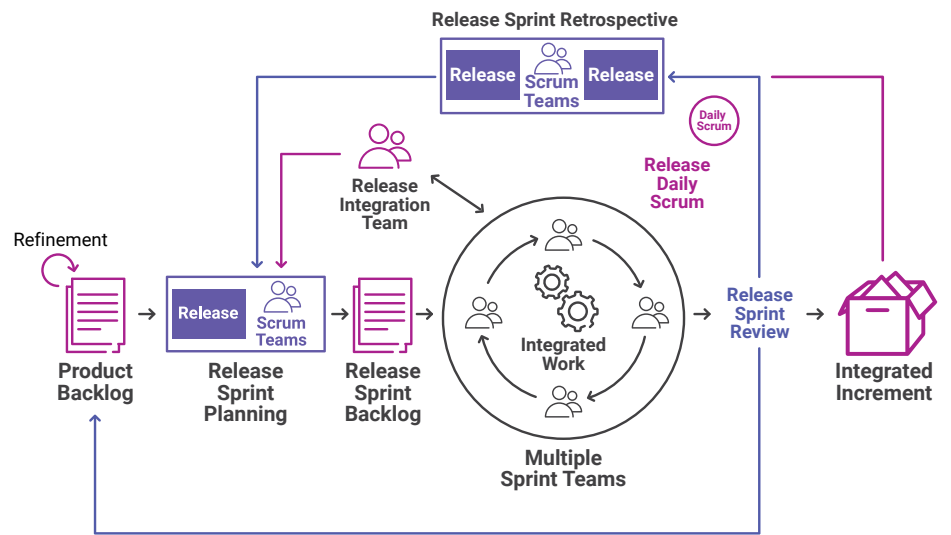 Release Sprint Retrospective
Release
Scrum
Teams
Release
Daily
Scrum
Release
Daily
Scrum
Release
Integration
Team
Refinement
Release
Scrum
Teams
Integrated
Work
Release
Sprint
Review
Product
Backlog
Release
Sprint
Planning
Release
Sprint
Backlog
Integrated
Increment
Multiple
Sprint Teams